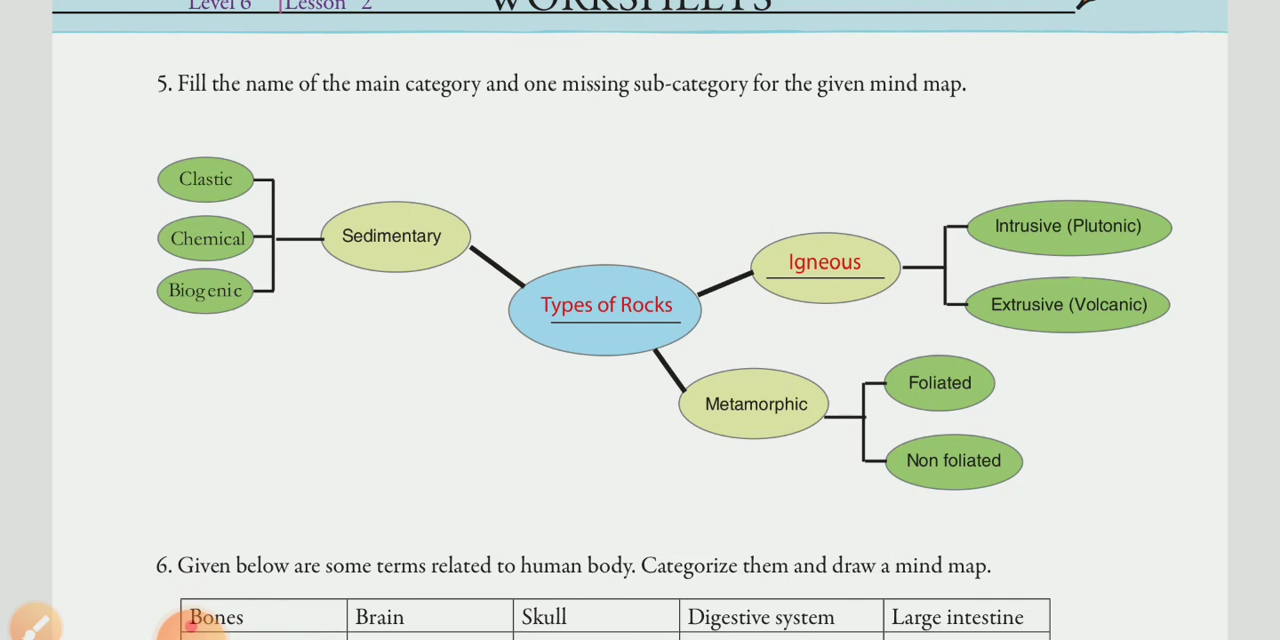 Level 6 |Lesson 2
WORKSHEETS
5. Fill the name of the main category and one missing sub-category for the given mind map.
Clastic
Chemical
Biogenic
Sedimentary
Types of Rocks
Igneous
Intrusive (Plutonic)
Extrusive (Volcanic)
Metamorphic
Foliated
Non foliated
6. Given below are some terms related to human body. Categorize them and draw a mind map.
Bones Brain Skull Digestive system Large intestine